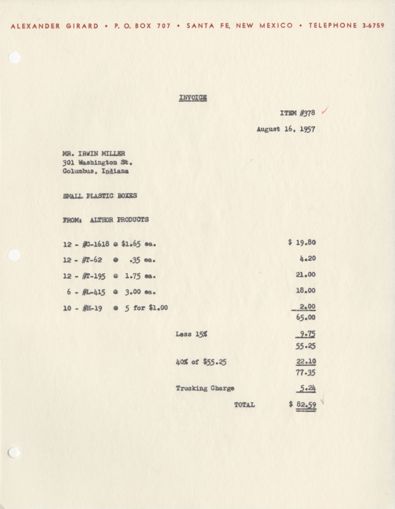 ALEXANDER GIRARD • P. O. BOX 707 • SANTA FE, NEW MEXICO • TELEPHONE 3-6759
INVOICE
ITEM #378
August 16, 1957
MR. IRWIN MILLER
301 Washington St.
Columbus, Indiana
SMALL PLASTIC BOXES
FROM: ALTHOR PRODUCTS
12 - #C-1618 @ $1.65 ea. $ 19.80
12 - #T-62 @ .35 ea. 4.20
12 - #T-195 @ 1.75 ea. 21.00
6 - #L-415 @ 3.00 ea. 18.00
10 - #H-19 @ 5 for $1.00 2.00
65.00
Less 15% 9.75
55.25
40% of $55.25 22.10
77.35
Trucking Charge 5.24
TOTAL $ 82.59